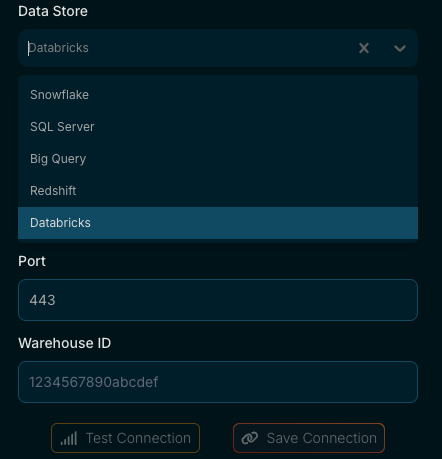 Data Store
Databricks
Snowflake
SQL Server
Big Query
Redshift
Databricks
Port
443
Warehouse ID
1234567890abcdef
Test Connection
Save Connection